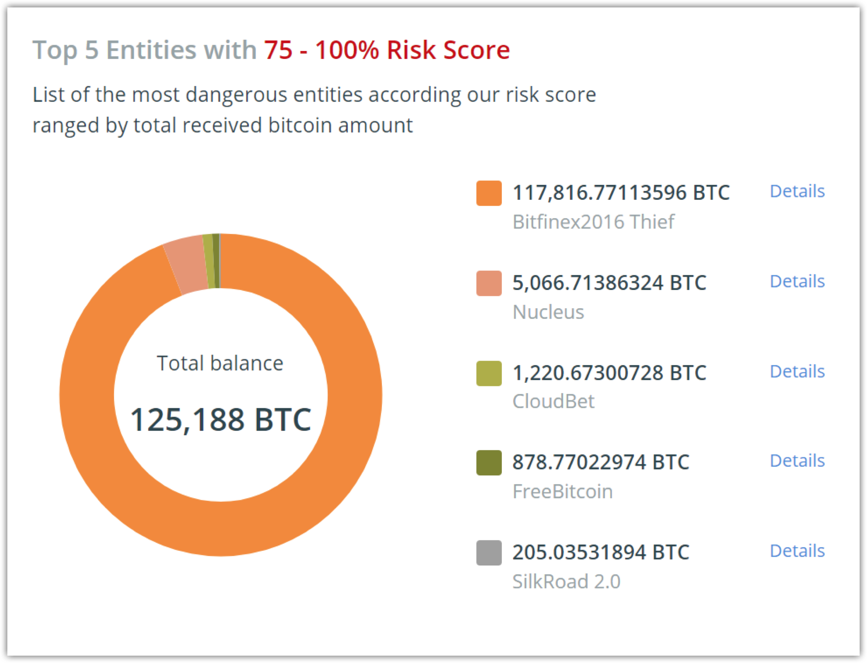 Top 5 Entities with 75 - 100% Risk Score
List of the most dangerous entities according our risk score
ranged by total received bitcoin amount
Total balance
125,188 BTC
117,816.77113596 BTC
Details
Bitfinex2016 Thief
5,066.71386324 BTC
Details
Nucleus
1,220.67300728 BTC
Details
CloudBet
878.77022974 BTC
Details
FreeBitcoin
205.03531894 BTC
Details
SilkRoad 2.0